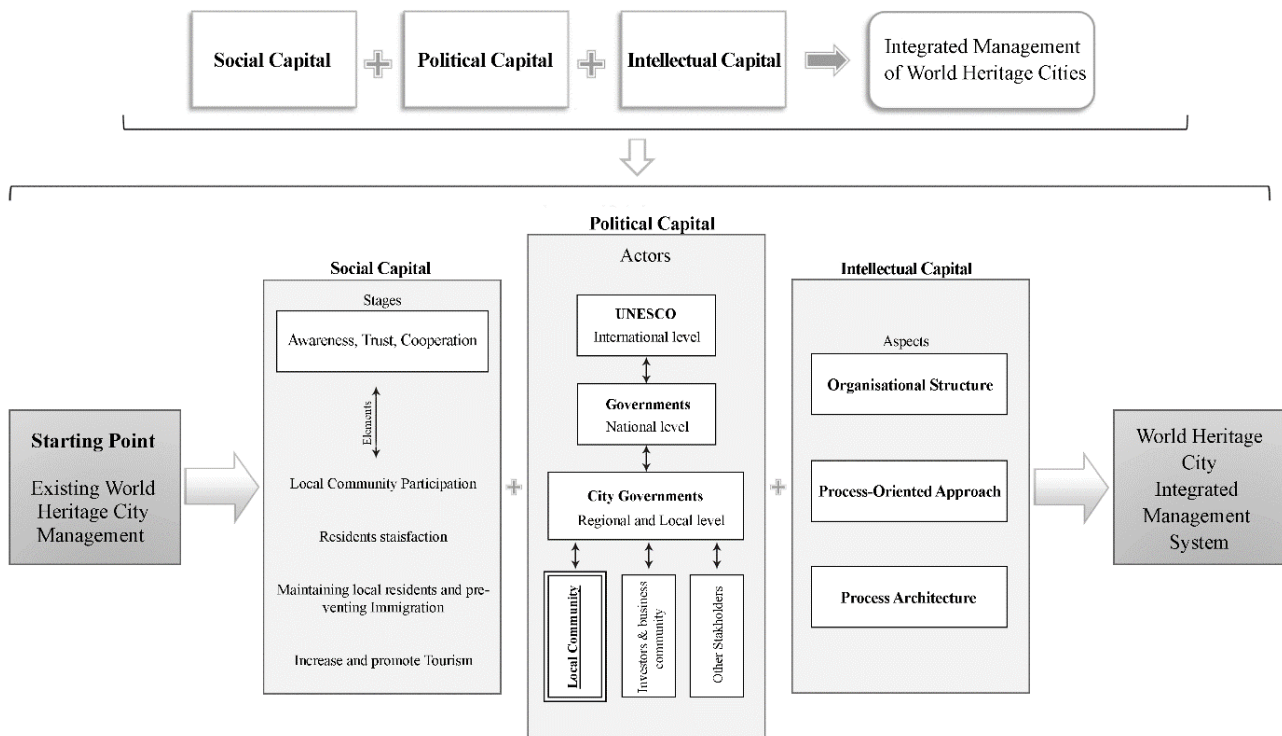 Social Capital
Political Capital
Intellectual Capital
Integrated Management
of World Heritage Cities
Starting Point
Existing World
Heritage City
Management
Social Capital
Stages
Awareness, Trust, Cooperation
Elements
Local Community Participation
Residents staisfaction
Maintaining local residents and pre-
venting Immigration
Increase and promote Tourism
Political Capital
Actors
UNESCO
International level
Governments
National level
City Governments
Regional and Local level
Local Community
Investors & business
community
Other Stakholders
Intellectual Capital
Aspects
Organisational Structure
Process-Oriented Approach
Process Architecture
World Heritage
City
Integrated
Management
System